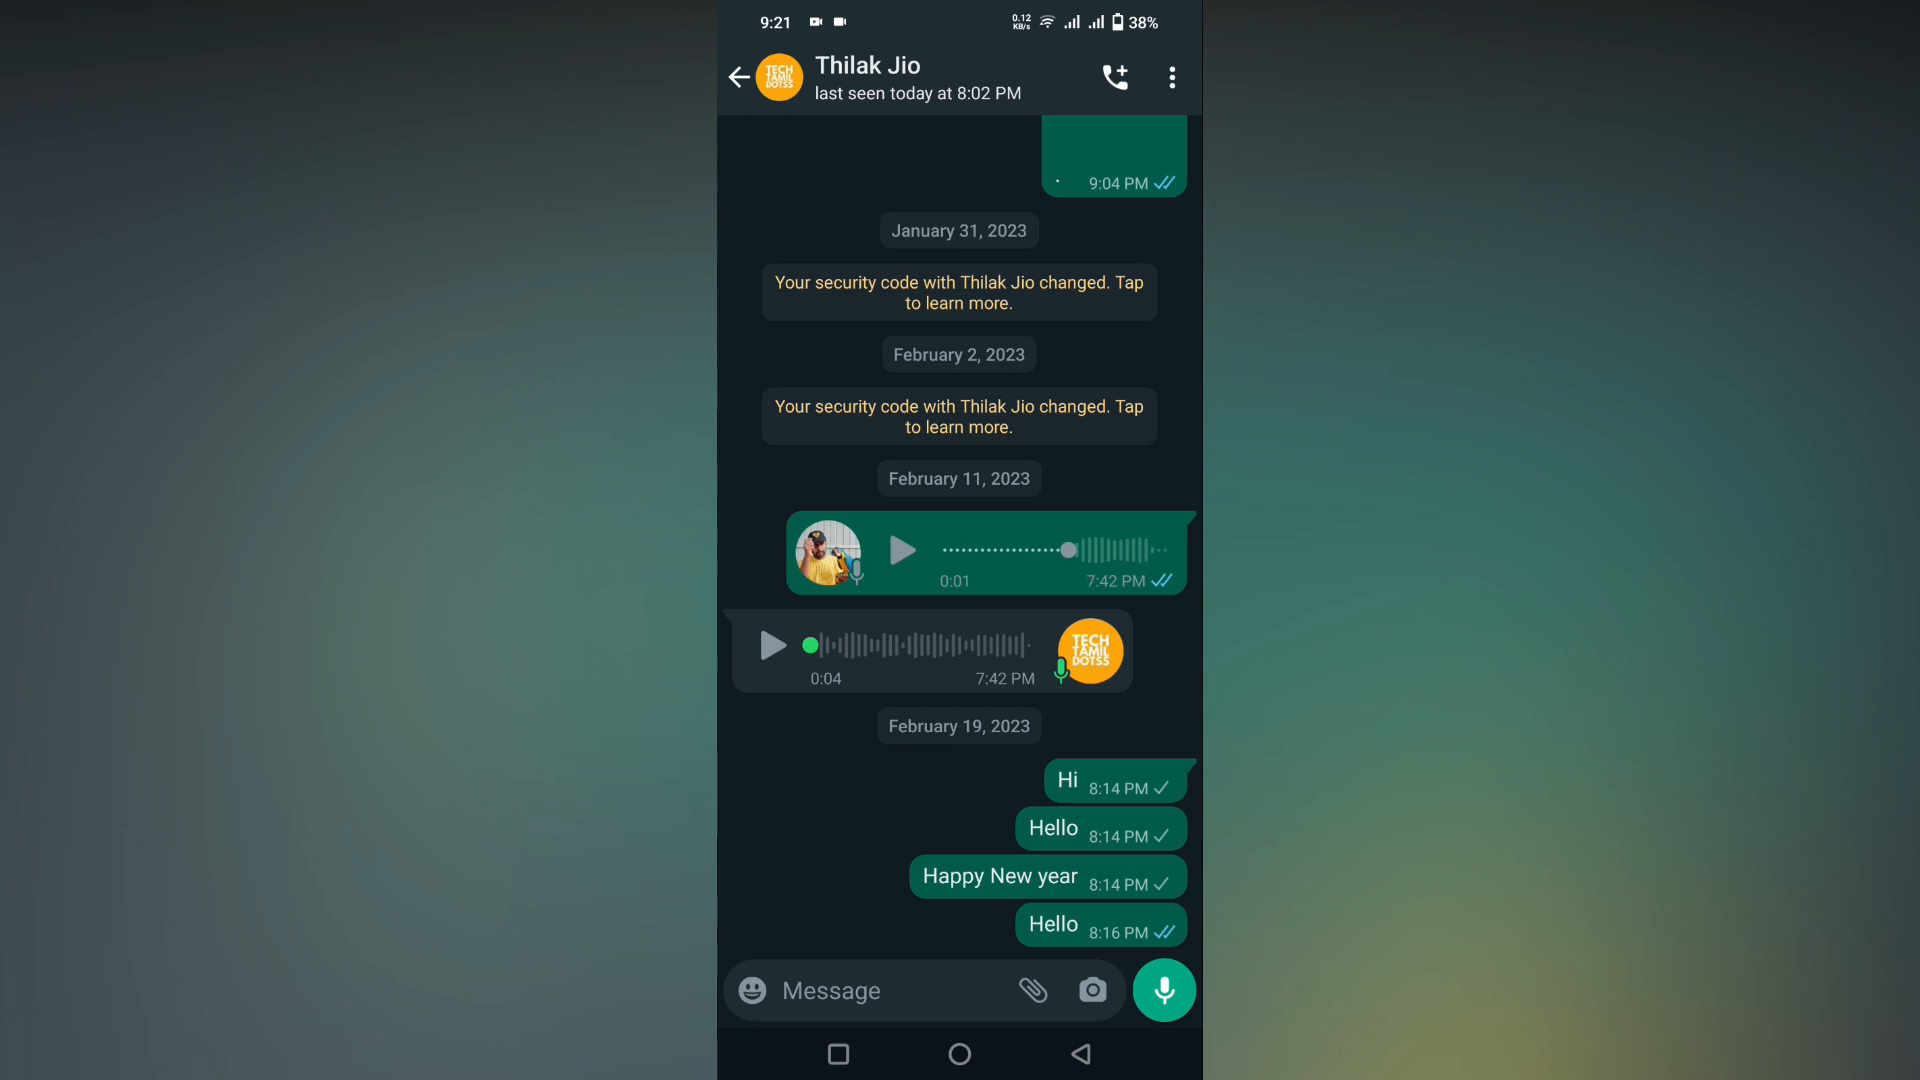 9:21
0.12
KB/s
38%
TECH
TAMIL
DOTSS
Thilak Jio
last seen today at 8:02 PM
.
9:04 PM
January 31, 2023
Your security code with Thilak Jio changed. Tap
to learn more.
February 2, 2023
Your security code with Thilak Jio changed. Tap
to learn more.
February 11, 2023
0:01
7:42 PM
TECH
TAMIL
DOTSS
0:04
7:42 PM
February 19, 2023
Hi 8:14 PM
Hello 8:14 PM
Happy New year 8:14 PM
Hello 8:16 PM
Message